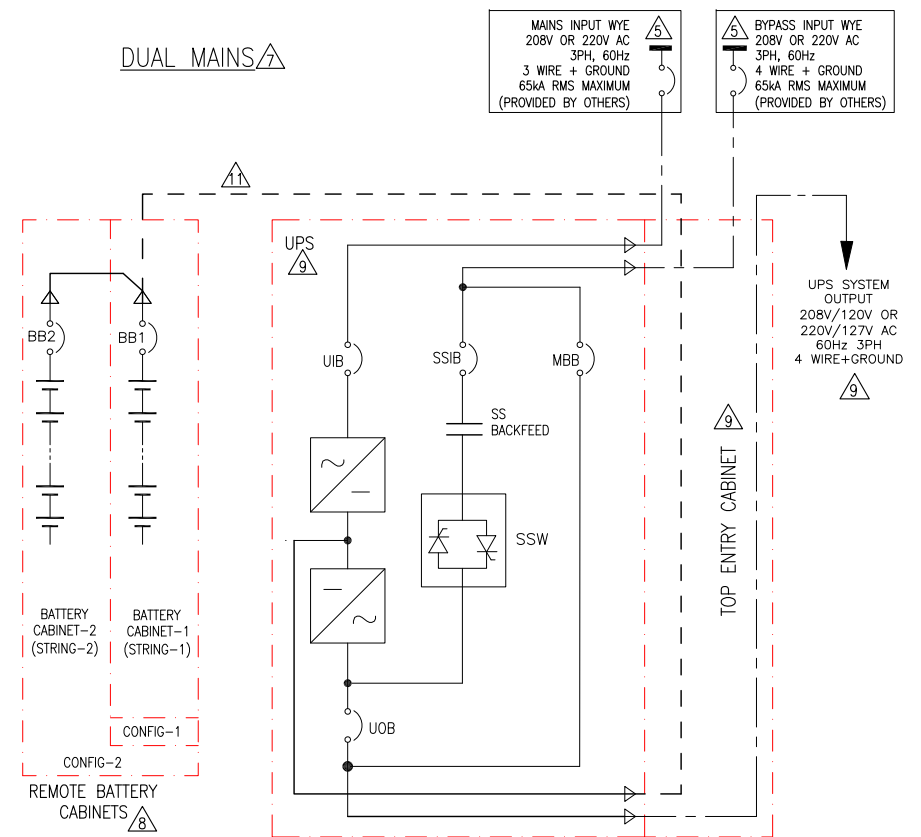 DUAL MAINS 7
MAINS INPUT WYE
208V OR 220V AC
3PH, 60Hz
3 WIRE + GROUND
65kA RMS MAXIMUM
(PROVIDED BY OTHERS)
5
5
BYPASS INPUT WYE
208V OR 220V AC
3PH, 60Hz
4 WIRE + GROUND
65kA RMS MAXIMUM
(PROVIDED BY OTHERS)
11
UPS
9
UPS SYSTEM
OUTPUT
208V/120V OR
220V/127V AC
60Hz 3PH
4 WIRE+GROUND
9
BB2
BB1
UIB
SSIB
MBB
SS
BACKFEED
SSW
9
TOP ENTRY CABINET
BATTERY
CABINET-2
(STRING-2)
BATTERY
CABINET-1
(STRING-1)
UOB
CONFIG-1
CONFIG-2
REMOTE BATTERY
CABINETS 8